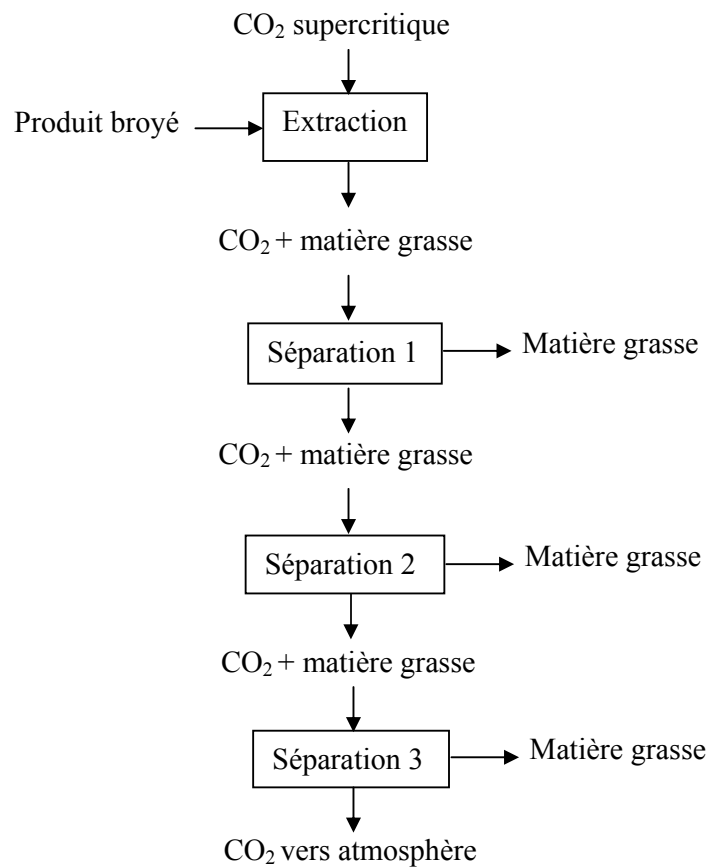 CO₂ supercritique
Produit broyé
Extraction
CO₂ + matière grasse
Séparation 1
Matière grasse
CO₂ + matière grasse
Séparation 2
Matière grasse
CO₂ + matière grasse
Séparation 3
Matière grasse
CO₂ vers atmosphère